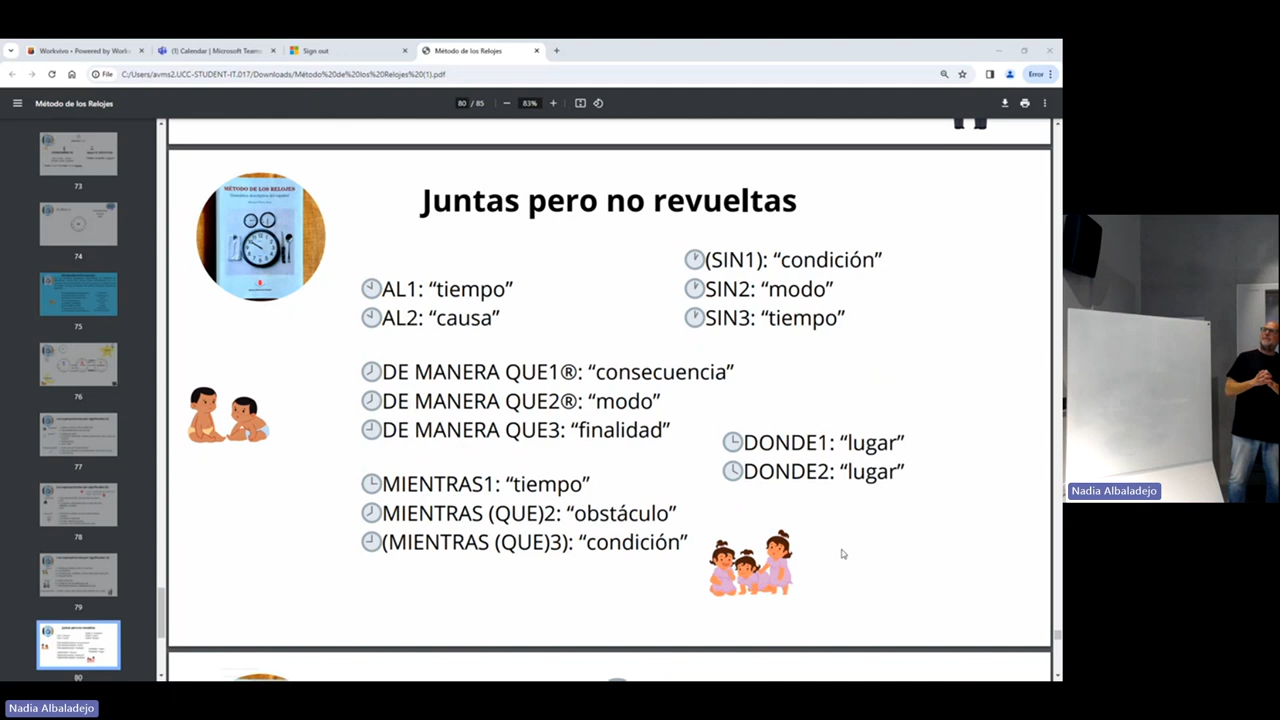 Workvivo • Powered by Work
(1) Calendar | Microsoft Teams
Sign out
Método de los Relojes
File
C:/Users/avms2.UCC-STUDENT-IT.017/Downloads/Método%20de%20los%20Relojes%20(1).pdf
Error
Método de los Relojes
80 / 85
83%
73
74
75
76
77
78
79
80
MÉTODO DE LOS RELOJES
Juntas pero no revueltas
AL1: “tiempo”
AL2: “causa”
(SIN1): “condición”
SIN2: “modo”
SIN3: “tiempo”
DE MANERA QUE1®: “consecuencia”
DE MANERA QUE2®: “modo”
DE MANERA QUE3: “finalidad”
DONDE1: “lugar”
DONDE2: “lugar”
MIENTRAS1: “tiempo”
MIENTRAS (QUE)2: “obstáculo”
(MIENTRAS (QUE)3): “condición”
Nadia Albaladejo
Nadia Albaladejo